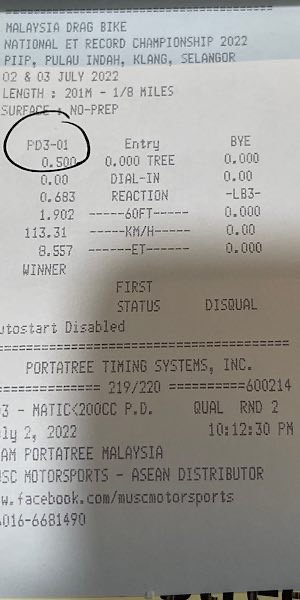 MALAYSIA DRAG BIKE
NATIONAL ET RECORD CHAMPIONSHIP 2022
PIIP, PULAU INDAH, KLANG, SELANGOR
02 & 03 JULY 2022
LENGTH : 201M - 1/8 MILES
SURFACE : NO-PREP
PD3-01 Entry BYE
0.500 0.000 TREE 0.000
0.00 DIAL-IN 0.00
0.683 REACTION -LB3-
1.902 -----60FT----- 0.000
113.31 -----KM/H----- 0.00
8.557 ------ET------ 0.000
WINNER
FIRST
STATUS DISQUAL
utostart Disabled
PORTATREE TIMING SYSTEMS, INC.
============ 219/220 ==========600214
3 - MATIC<200CC P.D. QUAL RND 2
ly 2, 2022 10:12:30 PM
AM PORTATREE MALAYSIA
SC MOTORSPORTS - ASEAN DISTRIBUTOR
w.facebook.com/muscmotorsports
016-6681490